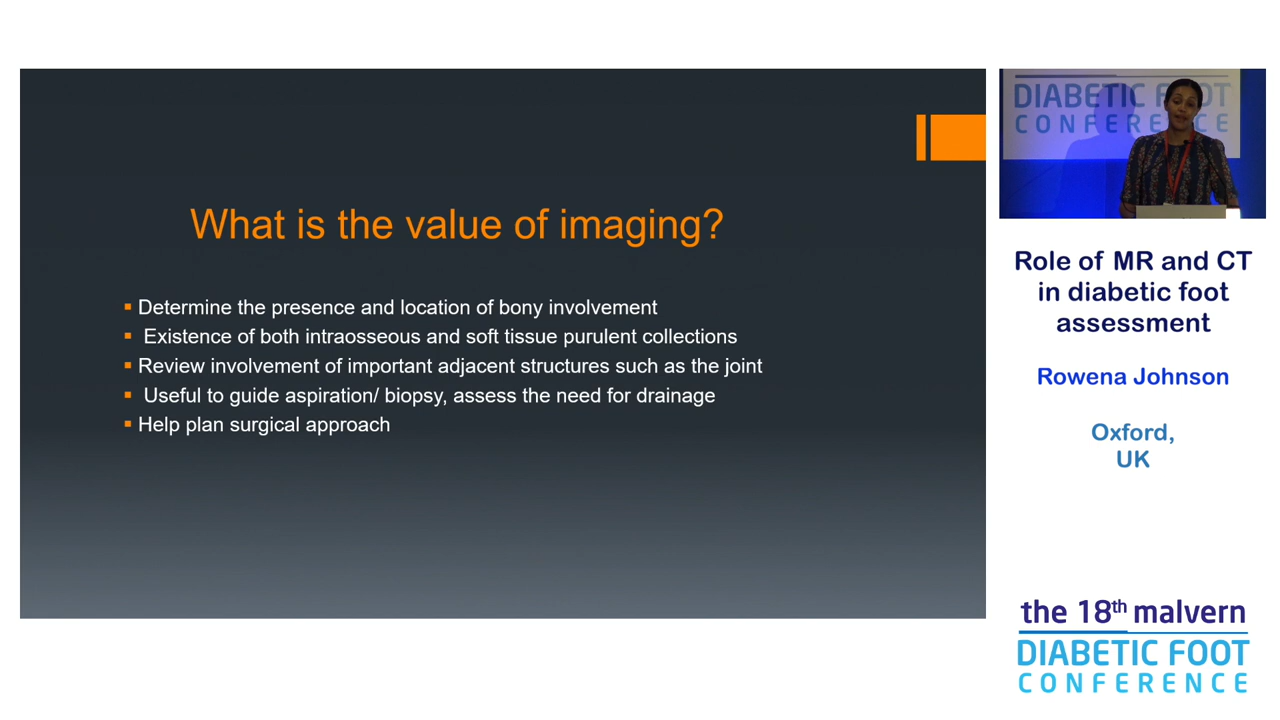 What is the value of imaging?
Determine the presence and location of bony involvement
Existence of both intraosseous and soft tissue purulent collections
Review involvement of important adjacent structures such as the joint
Useful to guide aspiration/ biopsy, assess the need for drainage
Help plan surgical approach
DIABETIC FOOT
CONFERENCE
Role of MR and CT
in diabetic foot
assessment
Rowena Johnson
Oxford,
UK
the 18th malvern
DIABETIC FOOT
CONFERENCE